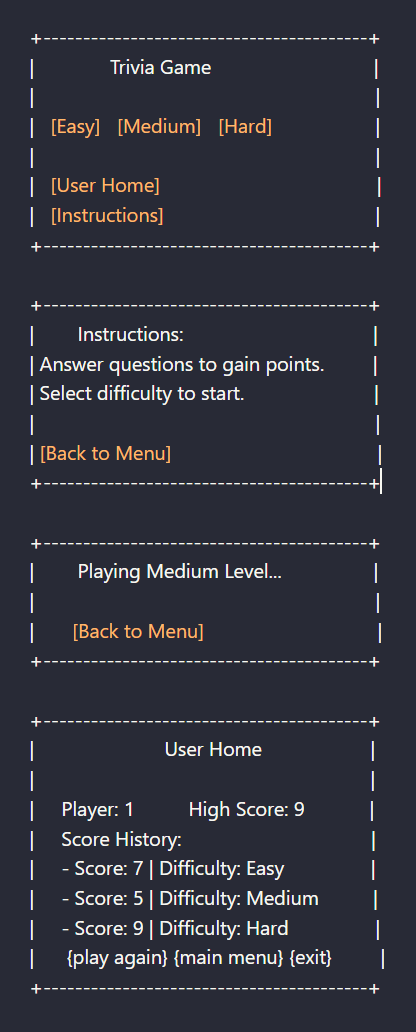 +---------------------------------------+
| Trivia Game |
| |
| [Easy] [Medium] [Hard] |
| |
| [User Home] |
| [Instructions] |
+---------------------------------------+
+---------------------------------------+
| Instructions: |
| Answer questions to gain points. |
| Select difficulty to start. |
| |
| [Back to Menu] |
+---------------------------------------+
+---------------------------------------+
| Playing Medium Level... |
| |
| [Back to Menu] |
+---------------------------------------+
+---------------------------------------+
| User Home |
| |
| Player: 1 High Score: 9 |
| Score History: |
| - Score: 7 | Difficulty: Easy |
| - Score: 5 | Difficulty: Medium |
| - Score: 9 | Difficulty: Hard |
| {play again} {main menu} {exit} |
+---------------------------------------+